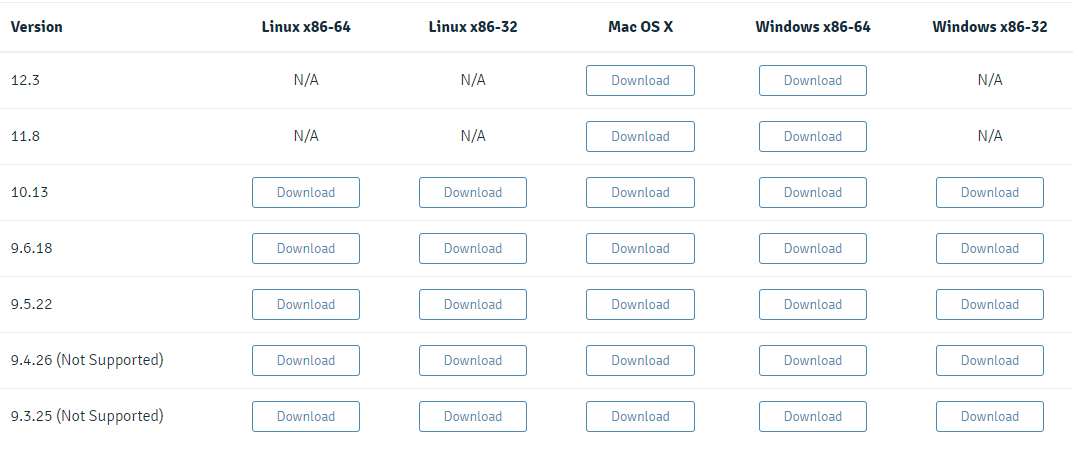 Version Linux x86-64 Linux x86-32 Mac OS X Windows x86-64 Windows x86-32
12.3 N/A N/A Download Download N/A
11.8 N/A N/A Download Download N/A
10.13 Download Download Download Download Download
9.6.18 Download Download Download Download Download
9.5.22 Download Download Download Download Download
9.4.26 (Not Supported) Download Download Download Download Download
9.3.25 (Not Supported) Download Download Download Download Download